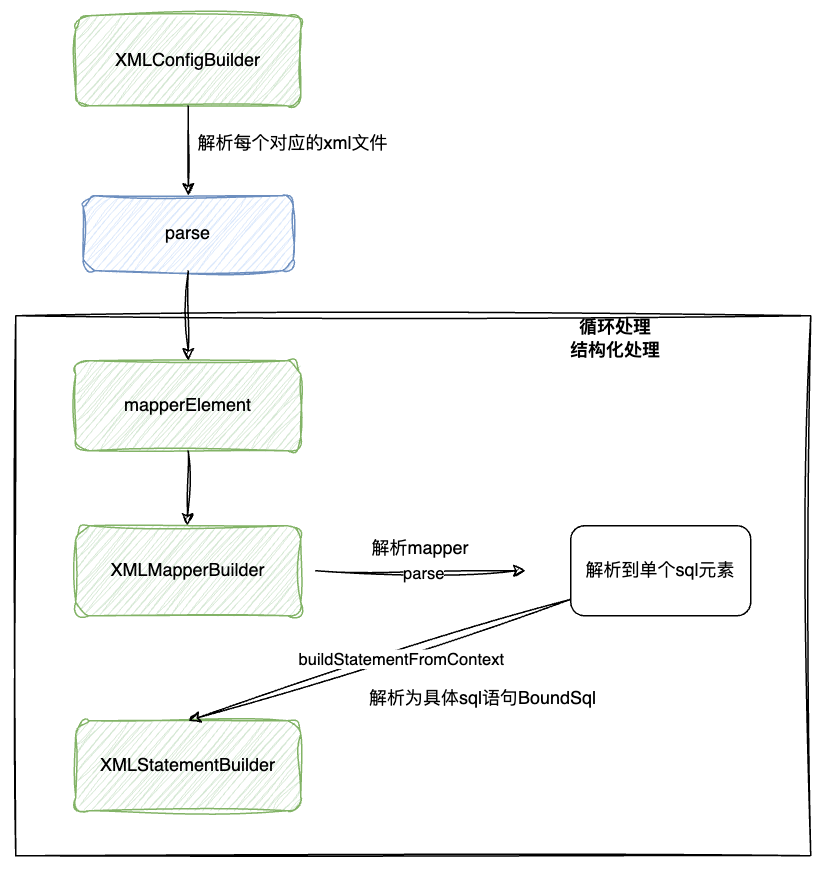 XMLConfigBuilder
解析每个对应的xml文件
parse
循环处理
结构化处理
mapperElement
XMLMapperBuilder
解析mapper
parse
解析到单个sql元素
buildStatementFromContext
解析为具体sql语句BoundSql
XMLStatementBuilder